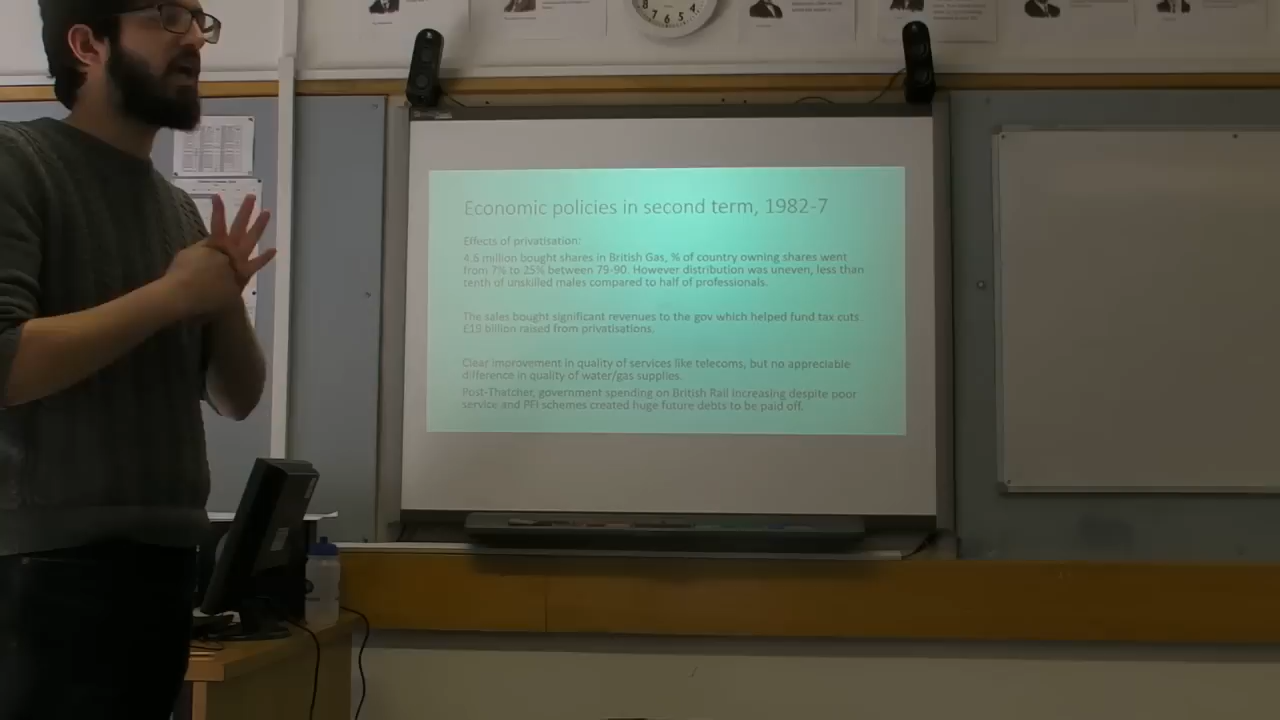 8 7 6 5 4
Economic policies in second term, 1982-7
Effects of privatisation:
4.6 million bought shares in British Gas, % of country owning shares went
from 7% to 25% between 79-90. However distribution was uneven, less than
tenth of unskilled males compared to half of professionals.
The sales bought significant revenues to the gov which helped fund tax cuts.
£19 billion raised from privatisations.
Clear improvement in quality of services like telecoms, but no appreciable
difference in quality of water/gas supplies.
Post-Thatcher, government spending on British Rail increasing despite poor
service and PFI schemes created huge future debts to be paid off.